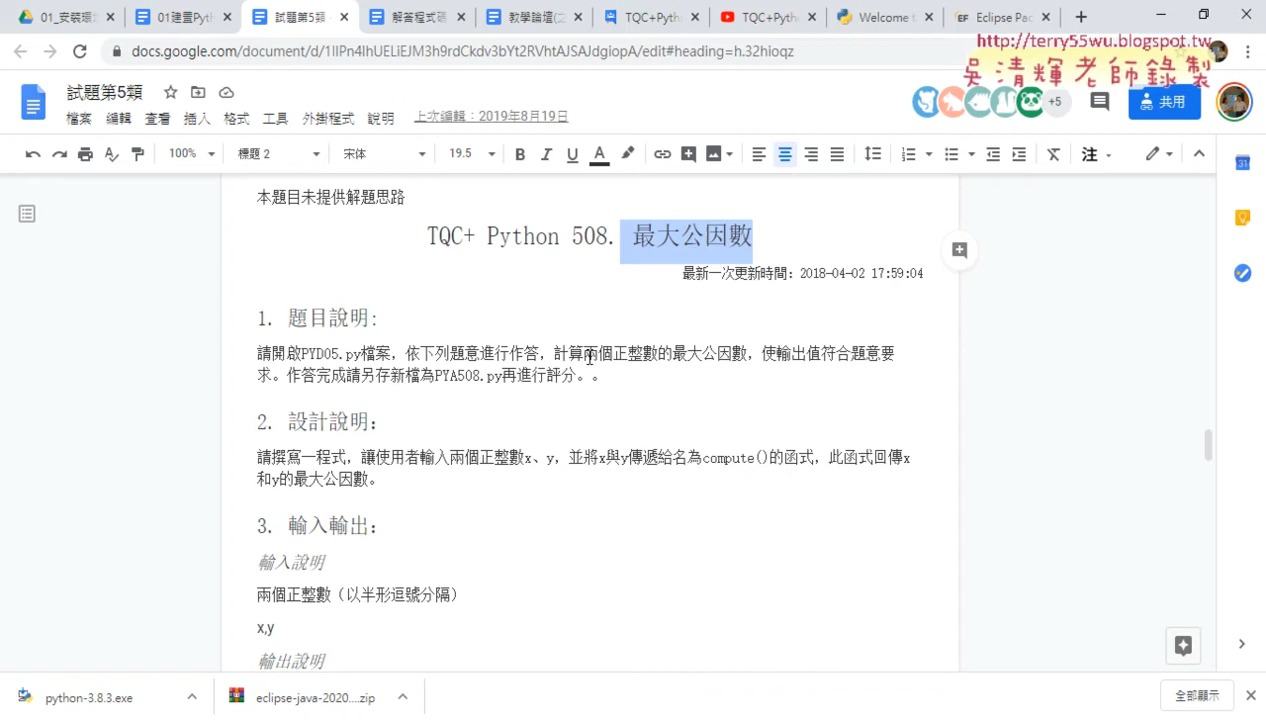 01_安裝環
01建置Pyth
試題第5類
解答程式碼
教學論壇(之
TQC+Pyth
TQC+Pyth
Welcome t
Eclipse Pac
docs.google.com/document/d/1IlPn4lhUELiEJM3h9rdCkdv3bYt2RVhtAJSAJdgiopA/edit#heading=h.32hioqz
http://terry55wu.blogspot.tw
吳清輝老師錄製
試題第5類
檔案 編輯 查看 插入 格式 工具 外掛程式 說明 上次編輯：2019年8月19日
+5
共用
100% 標題 2 宋体 19.5 B I U A 注
31
本題目未提供解題思路
TQC+ Python 508. 最大公因數
最新一次更新時間: 2018-04-02 17:59:04
1. 題目說明:
請開啟PYD05.py檔案，依下列題意進行作答，計算兩個正整數的最大公因數，使輸出值符合題意要
求。作答完成請另存新檔為PYA508.py再進行評分。。
2. 設計說明：
請撰寫一程式，讓使用者輸入兩個正整數x、y，並將x與y傳遞給名為compute()的函式，此函式回傳x
和y的最大公因數。
3. 輸入輸出：
輸入說明
兩個正整數（以半形逗號分隔）
x,y
輸出說明
python-3.8.3.exe
eclipse-java-2020....zip
全部顯示